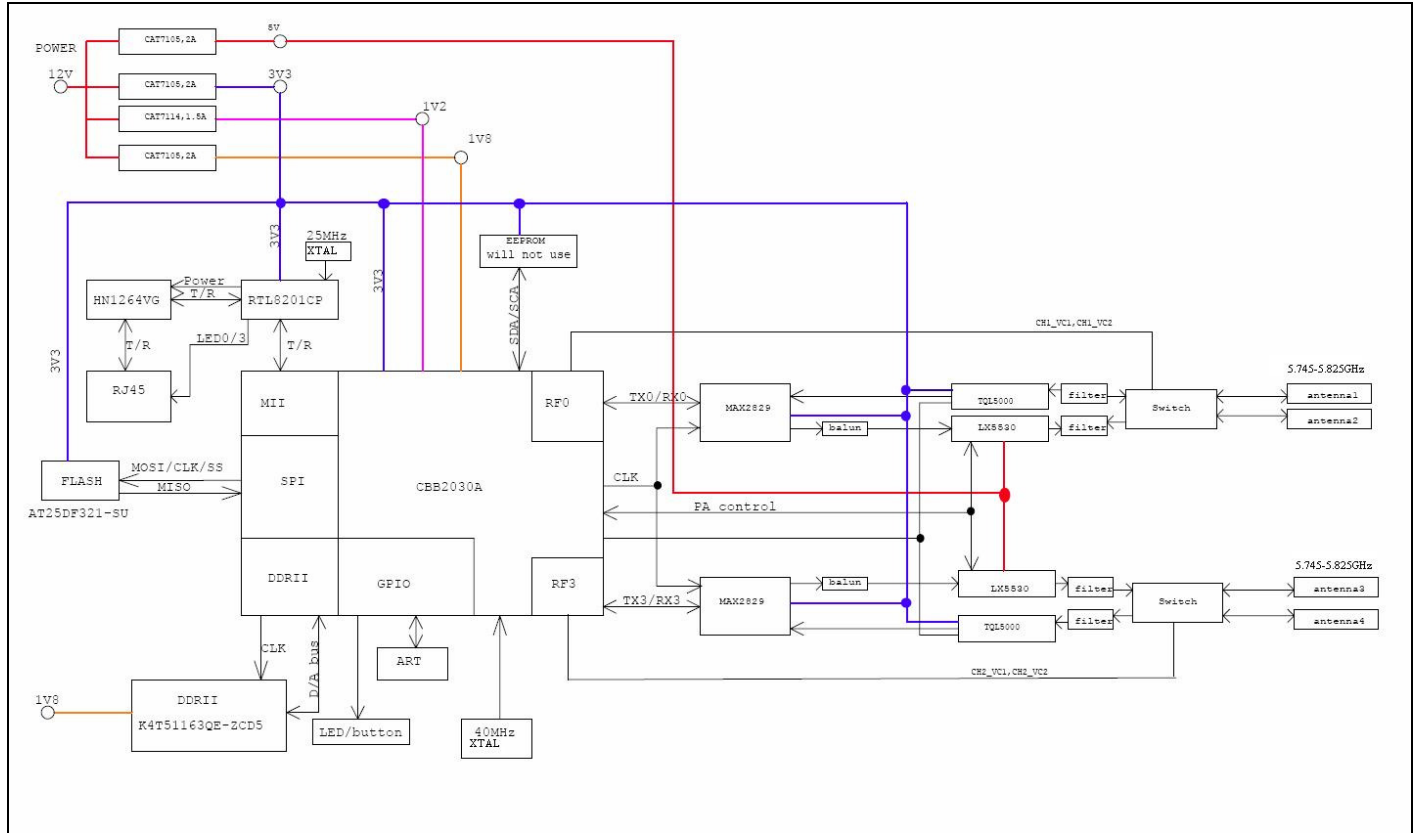 POWER
12V
CAT7105,2A
5V
CAT7105,2A
3V3
CAT7114,1.5A
1V2
CAT7105,2A
1V8
3V3
3V3
3V3
25MHz
XTAL
EEPROM
will not use
SDA/SCA
HN1264VG
Power
T/R
RTL8201CP
T/R
LED0/3
T/R
RJ45
MII
SPI
DDRII
GPIO
CBB2030A
RF0
RF3
FLASH
AT25DF321-SU
MOSI/CLK/SS
MISO
TX0/RX0
CLK
PA control
TX3/RX3
MAX2829
balun
TQL5000
LX5530
filter
filter
CH1_VC1,CH1_VC2
Switch
5.745-5.825GHz
antenna1
antenna2
MAX2829
balun
LX5530
TQL5000
filter
filter
CH2_VC1,CH2_VC2
Switch
5.745-5.825GHz
antenna3
antenna4
CLK
D/A bus
ART
1V8
DDRII
K4T51163QE-ZCD5
LED/button
40MHz
XTAL